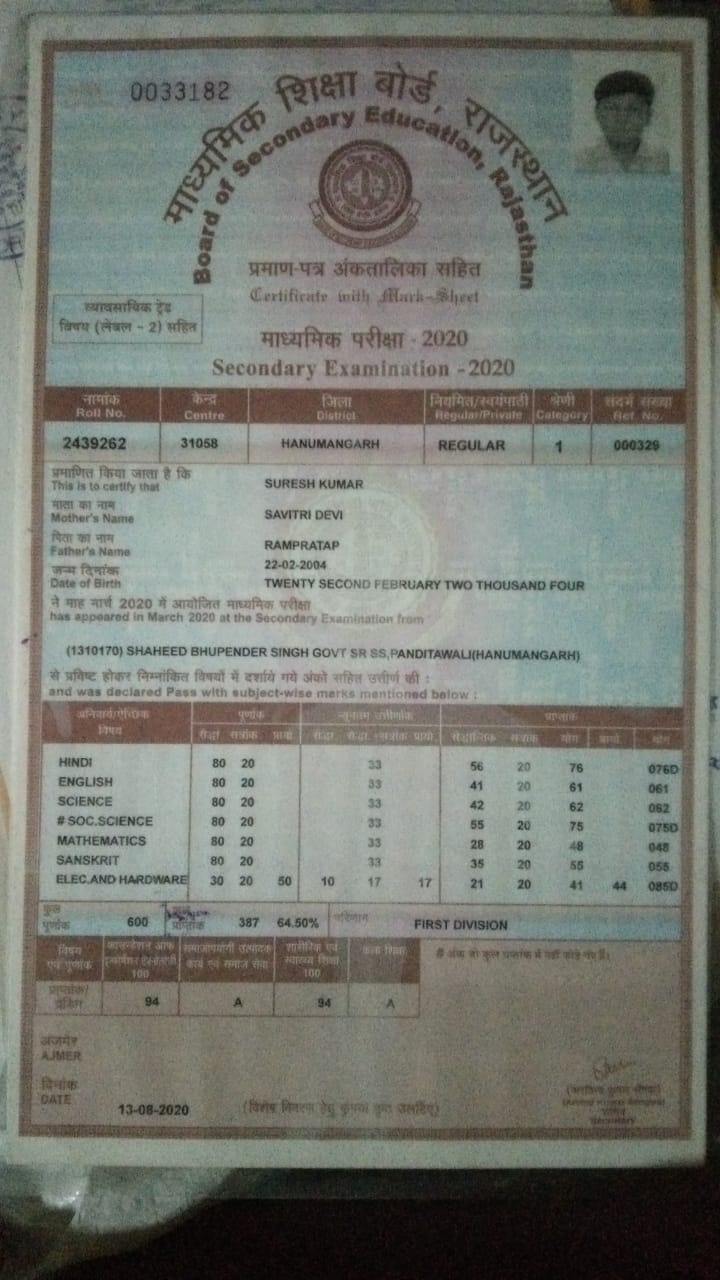 0033182
माध्यमिक शिक्षा बोर्ड, राजस्थान
Board of Secondary Education, Rajasthan
प्रमाण-पत्र अंकतालिका सहित
Certificate with Mark-Sheet
व्यावसायिक ट्रेड
विषय (लेवल - 2) सहित
माध्यमिक परीक्षा - 2020
Secondary Examination - 2020
नामांक केन्द्र जिला नियमित/स्वयंपाठी श्रेणी संदर्भ संख्या
Roll No. Centre District Regular/Private Category Ref. No.
2439262 31058 HANUMANGARH REGULAR 1 000329
प्रमाणित किया जाता है कि
This is to certify that SURESH KUMAR
माता का नाम
Mother's Name SAVITRI DEVI
पिता का नाम
Father's Name RAMPRATAP
जन्म दिनांक 22-02-2004
Date of Birth TWENTY SECOND FEBRUARY TWO THOUSAND FOUR
ने माह मार्च 2020 में आयोजित माध्यमिक परीक्षा
has appeared in March 2020 at the Secondary Examination from
(1310170) SHAHEED BHUPENDER SINGH GOVT SR SS,PANDITAWALI(HANUMANGARH)
से प्रविष्ट होकर निम्नांकित विषयों में दर्शाये गये अंकों सहित उत्तीर्ण की :
and was declared Pass with subject-wise marks mentioned below :
अनिवार्य/ऐच्छिक पूर्णांक न्यूनतम उत्तीर्णांक प्राप्तांक
विषय सैद्धा सत्रांक प्रायो सैद्धा. सैद्धा.+सत्रांक प्रायो. सैद्धान्तिक सत्रांक योग प्रायो योग
HINDI 80 20 33 56 20 76 076D
ENGLISH 80 20 33 41 20 61 061
SCIENCE 80 20 33 42 20 62 062
# SOC.SCIENCE 80 20 33 55 20 75 075D
MATHEMATICS 80 20 33 28 20 48 048
SANSKRIT 80 20 33 35 20 55 055
ELEC.AND HARDWARE 30 20 50 10 17 17 21 20 41 44 085D
कुल
पूर्णांक 600 प्राप्तांक 387 64.50% परिणाम FIRST DIVISION
विषय फाउन्डेशन आफ समाजोपयोगी उत्पादक शारीरिक एवं कला शिक्षा
एवं पूर्णांक इन्फोर्मेशन टेक्नोलोजी कार्य एवं समाज सेवा स्वास्थ्य शिक्षा
100 100
# अंक जो कुल प्राप्तांक में नहीं जोड़े गए हैं।
प्राप्तांक/
ग्रेडिंग 94 A 94 A
अजमेर
AJMER
दिनांक
DATE 13-08-2020 (विशेष विवरण हेतु कृपया पृष्ठ उलटिए)
सचिव
Secretary